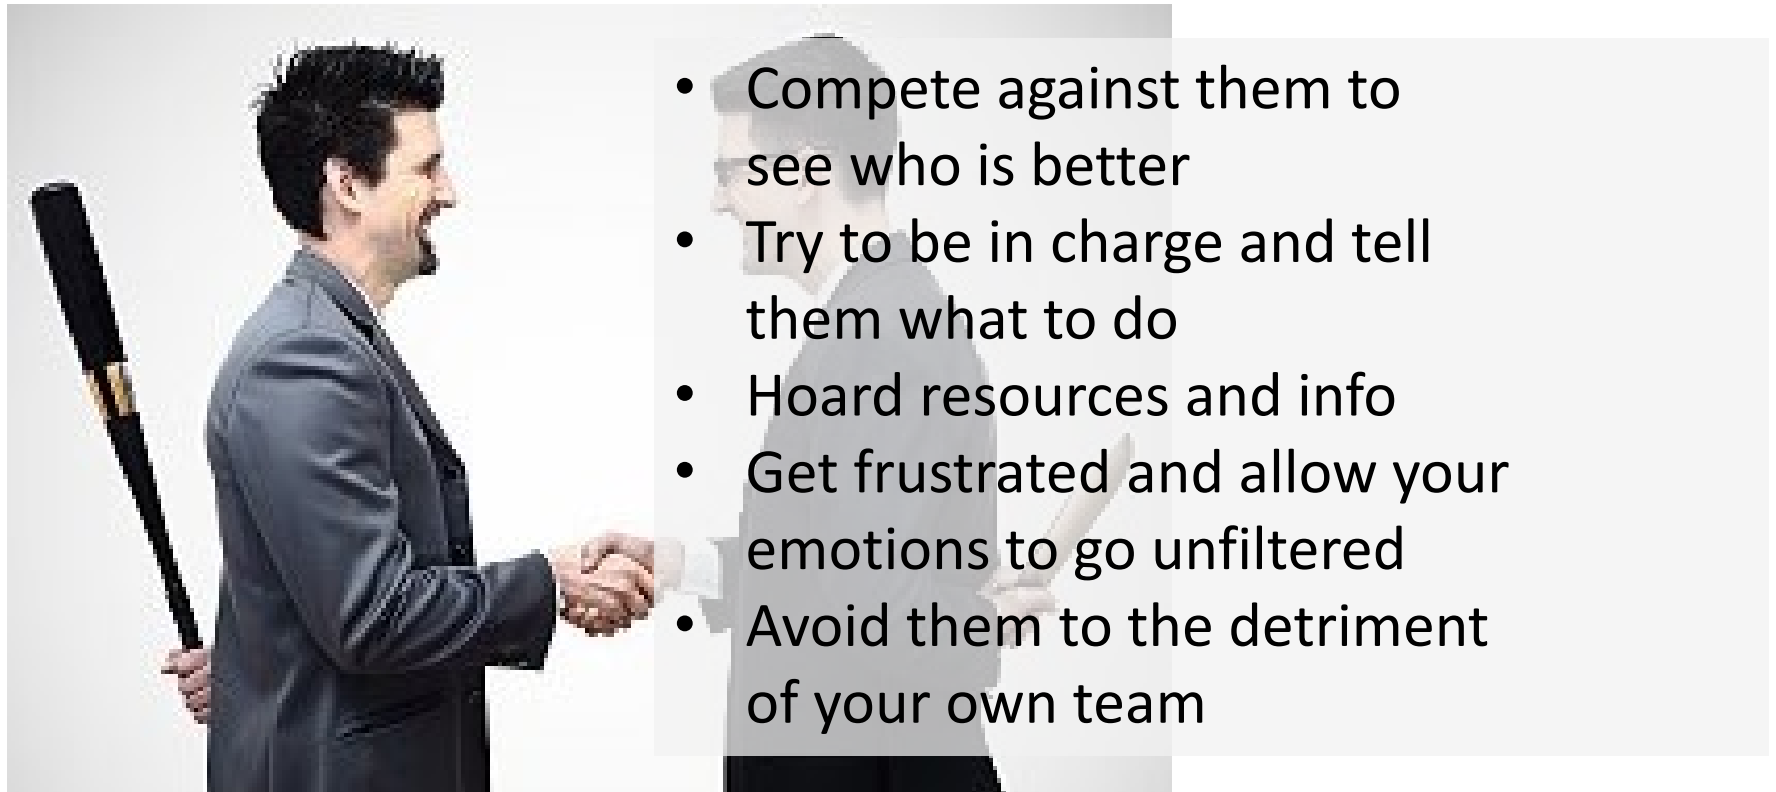 • Compete against them to
see who is better
• Try to be in charge and tell
them what to do
• Hoard resources and info
• Get frustrated and allow your
emotions to go unfiltered
• Avoid them to the detriment
of your own team